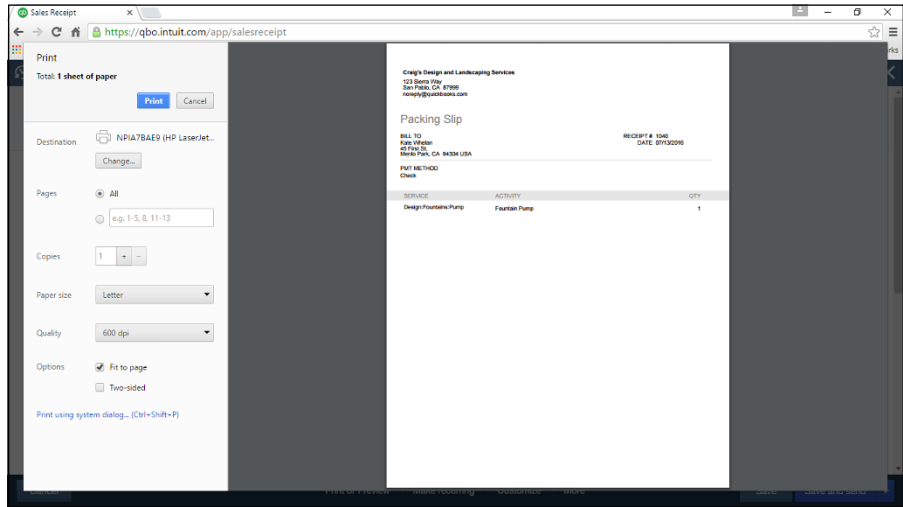 Sales Receipt
https://qbo.intuit.com/app/salesreceipt
rks
Print
Total: 1 sheet of paper
Print Cancel
Destination NPIA7BAE9 (HP LaserJet...
Change...
Pages All
e.g. 1-5, 8, 11-13
Copies 1 + -
Paper size Letter
Quality 600 dpi
Options Fit to page
Two-sided
Print using system dialog... (Ctrl+Shift+P)
Craig's Design and Landscaping Services
123 Sierra Way
San Pablo, CA 87999
noreply@quickbooks.com
Packing Slip
BILL TO
Kate Whelan
45 First St.
Menlo Park, CA 94304 USA
RECEIPT # 1040
DATE 07/13/2016
PMT METHOD
Check
SERVICE ACTIVITY QTY
Design:Fountains:Pump Fountain Pump 1
Cancel Print or Preview Make recurring Customize More Save Save and send